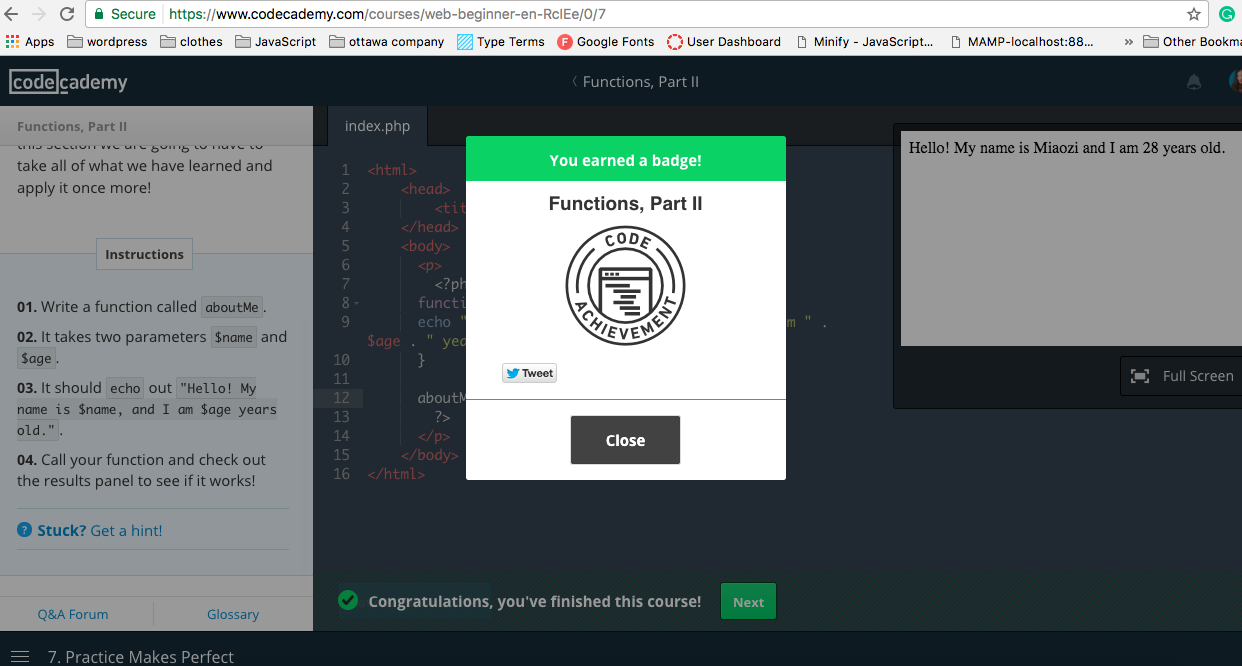 Secure https://www.codecademy.com/courses/web-beginner-en-RclEe/0/7
Apps wordpress clothes JavaScript ottawa company Type Terms Google Fonts User Dashboard Minify - JavaScript... MAMP-localhost:88... » Other Bookma
codecademy
Functions, Part II
Functions, Part II
this section we are going to have to
take all of what we have learned and
apply it once more!
Instructions
01. Write a function called aboutMe.
02. It takes two parameters $name and
$age.
03. It should echo out "Hello! My
name is $name, and I am $age years
old.".
04. Call your function and check out
the results panel to see if it works!
? Stuck? Get a hint!
Q&A Forum Glossary
index.php
1 <html>
2 <head>
3 <tit
4 </head>
5 <body>
6 <p>
7 <?ph
8 functi
9 echo " m " .
$age . " yea
10 }
11
12 aboutM
13 ?>
14 </p>
15 </body>
16 </html>
You earned a badge!
Functions, Part II
CODE
ACHIEVEMENT
Tweet
Close
Hello! My name is Miaozi and I am 28 years old.
Full Screen
Congratulations, you've finished this course! Next
7. Practice Makes Perfect